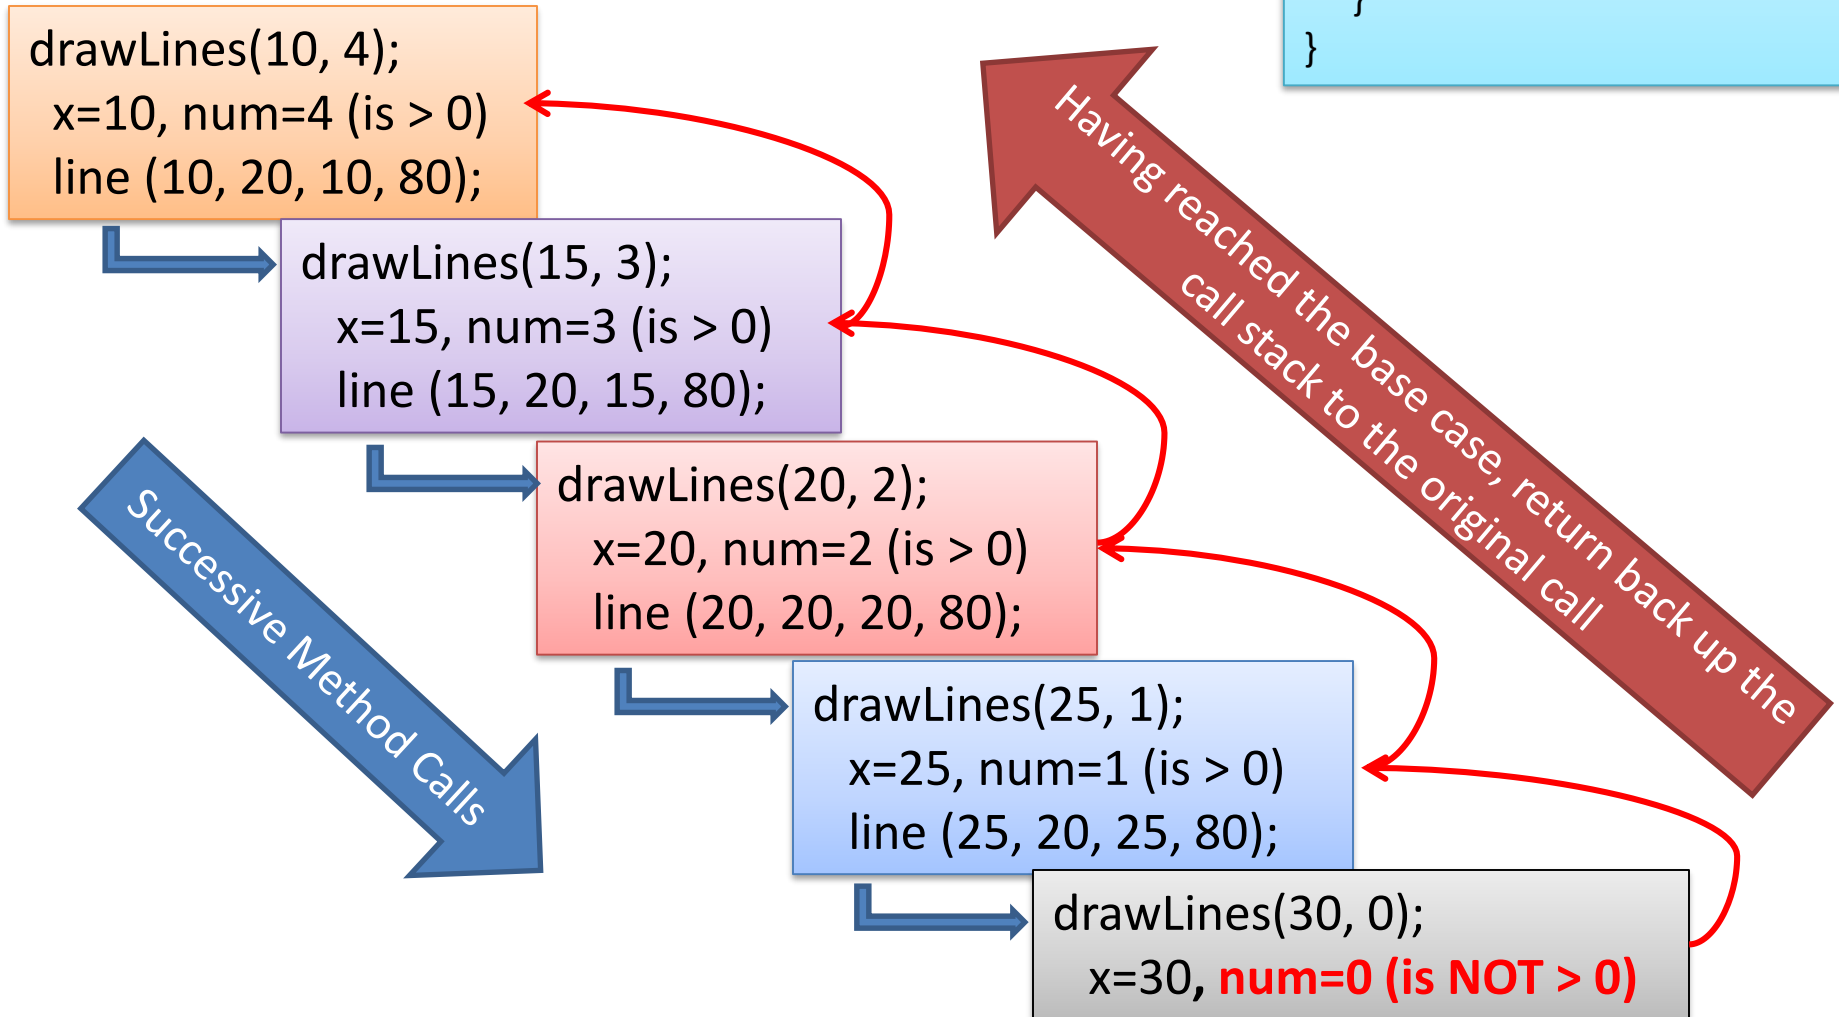 }
}
drawLines(10, 4);
x=10, num=4 (is > 0)
line (10, 20, 10, 80);
drawLines(15, 3);
x=15, num=3 (is > 0)
line (15, 20, 15, 80);
drawLines(20, 2);
x=20, num=2 (is > 0)
line (20, 20, 20, 80);
drawLines(25, 1);
x=25, num=1 (is > 0)
line (25, 20, 25, 80);
drawLines(30, 0);
x=30, num=0 (is NOT > 0)
Successive Method Calls
Having reached the base case, return back up the
call stack to the original call